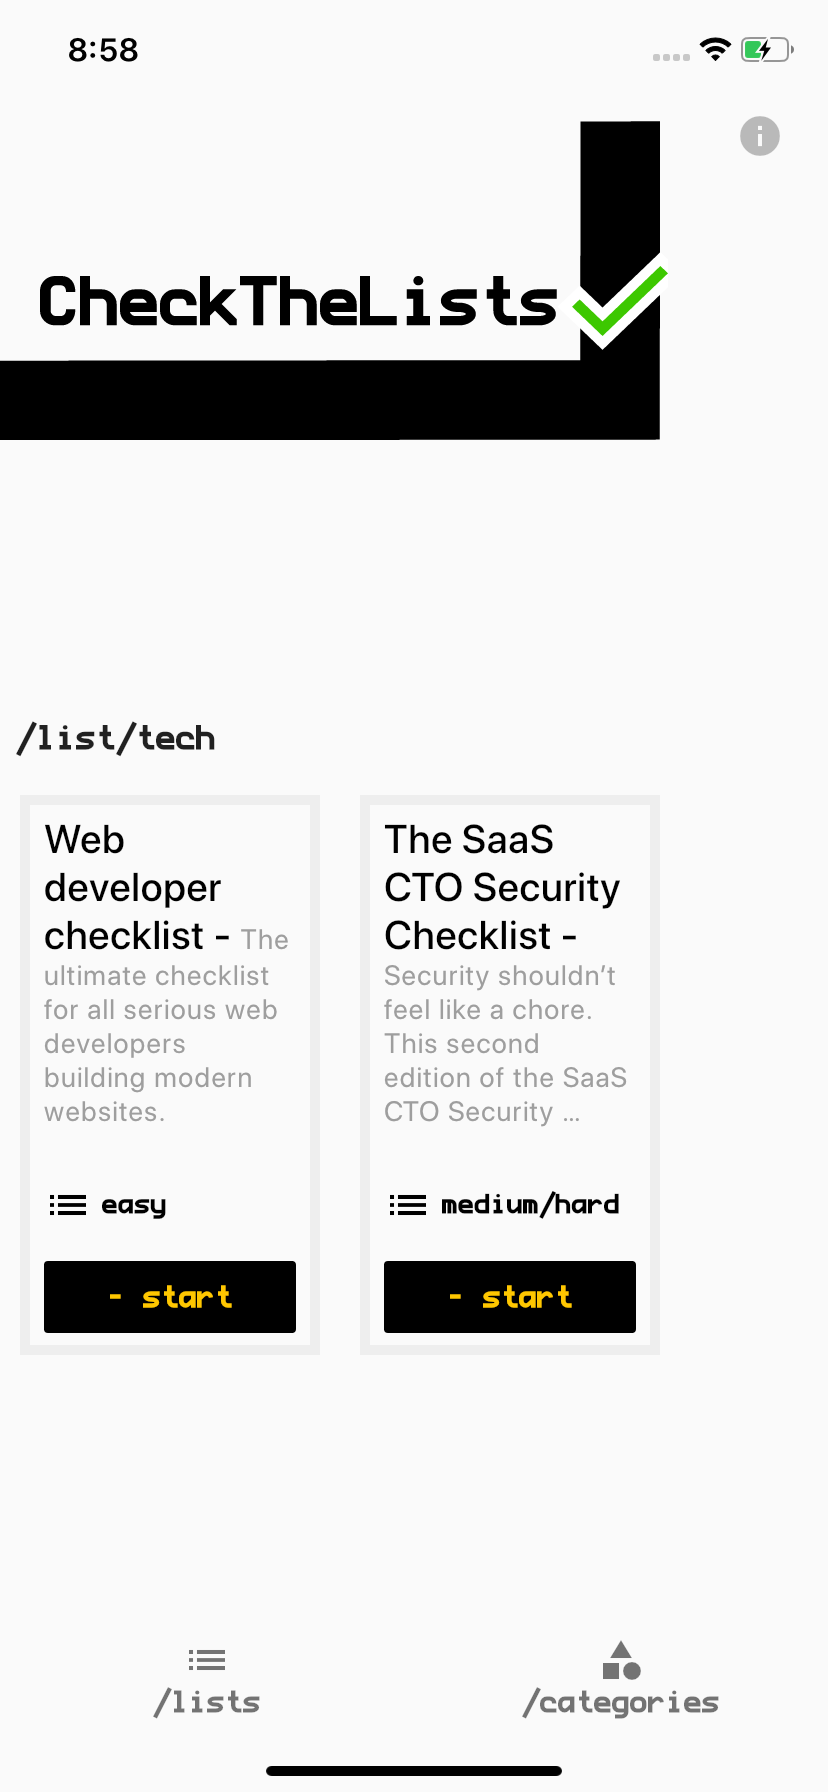 8:58
CheckTheLists
/list/tech
Web
developer
checklist - The
ultimate checklist
for all serious web
developers
building modern
websites.
easy
- start
The SaaS
CTO Security
Checklist -
Security shouldn’t
feel like a chore.
This second
edition of the SaaS
CTO Security ...
medium/hard
- start
/lists
/categories